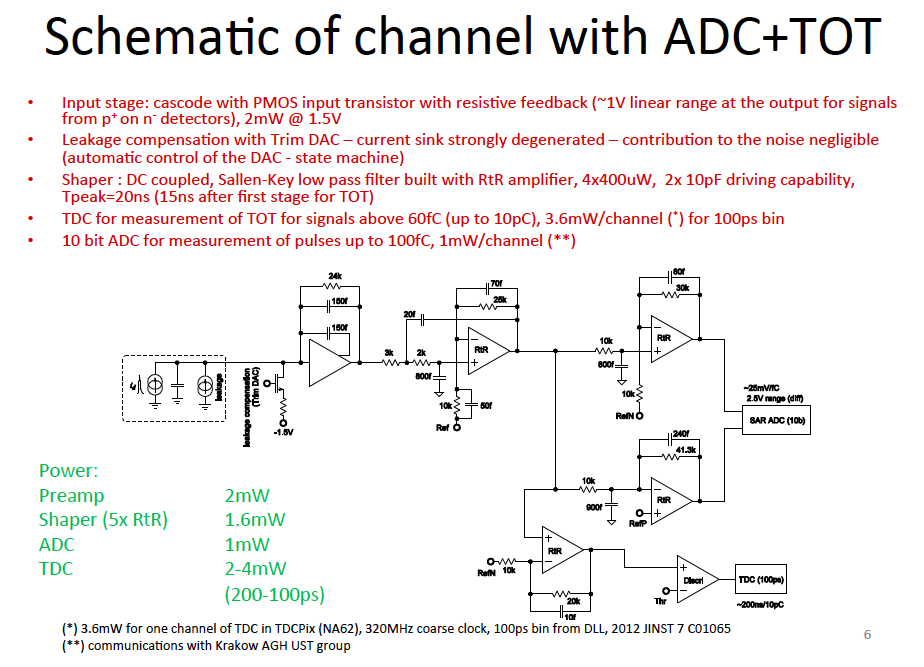 Schematic of channel with ADC+TOT
• Input stage: cascode with PMOS input transistor with resistive feedback (~1V linear range at the output for signals
from p+ on n- detectors), 2mW @ 1.5V
• Leakage compensation with Trim DAC – current sink strongly degenerated – contribution to the noise negligible
(automatic control of the DAC - state machine)
• Shaper : DC coupled, Sallen-Key low pass filter built with RtR amplifier, 4x400uW, 2x 10pF driving capability,
Tpeak=20ns (15ns after first stage for TOT)
• TDC for measurement of TOT for signals above 60fC (up to 10pC), 3.6mW/channel (*) for 100ps bin
• 10 bit ADC for measurement of pulses up to 100fC, 1mW/channel (**)
24k
150f
150f
leakage
leakage compensation
(Trim DAC)
-1.5V
3k
2k
20f
800f
70f
25k
RtR
10k
50f
Ref
10k
800f
80f
30k
RtR
10k
RefN
~25mV/fC
2.5V range (diff)
SAR ADC (10b)
240f
41.3k
10k
900f
RtR
RefP
RtR
RefN
10k
20k
10f
Discri
Thr
TDC (100ps)
~200ns/10pC
Power:
Preamp 2mW
Shaper (5x RtR) 1.6mW
ADC 1mW
TDC 2-4mW
(200-100ps)
(*) 3.6mW for one channel of TDC in TDCPix (NA62), 320MHz coarse clock, 100ps bin from DLL, 2012 JINST 7 C01065
(**) communications with Krakow AGH UST group
6